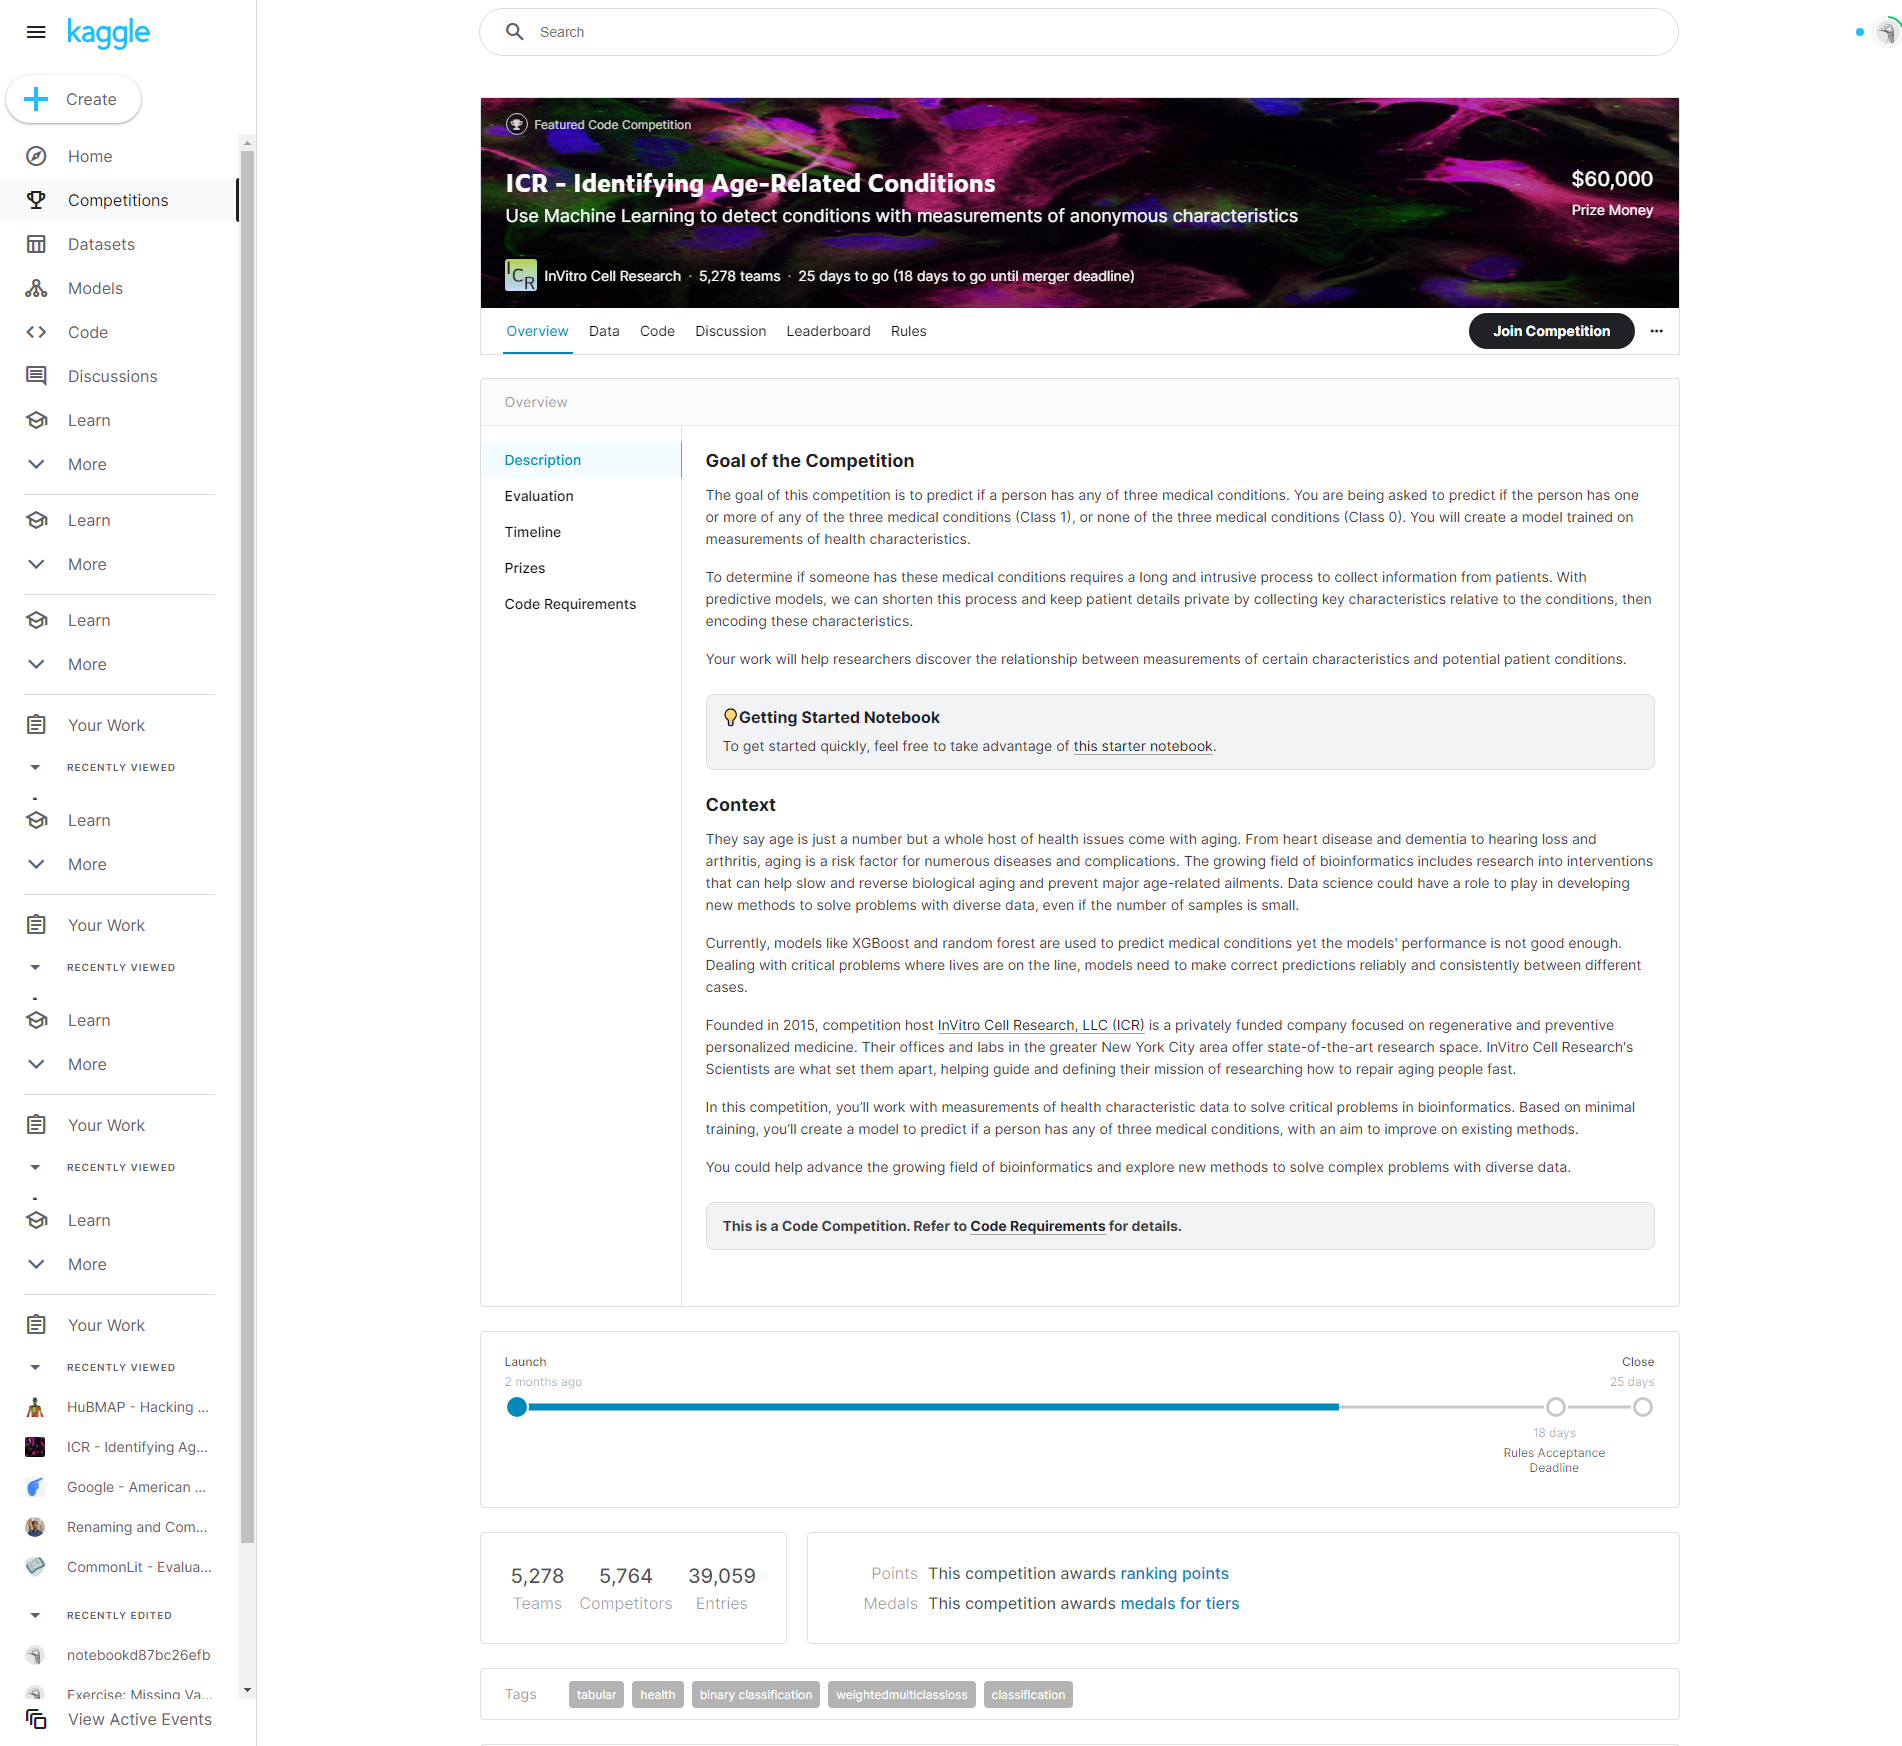 kaggle
Search
Create
Home
Competitions
Datasets
Models
Code
Discussions
Learn
More
Learn
More
Learn
More
Your Work
RECENTLY VIEWED
Learn
More
Your Work
RECENTLY VIEWED
Learn
More
Your Work
RECENTLY VIEWED
Learn
More
Your Work
RECENTLY VIEWED
HuBMAP - Hacking ...
ICR - Identifying Ag...
Google - American ...
Renaming and Com...
CommonLit - Evalua...
RECENTLY EDITED
notebookd87bc26efb
Exercise: Missing Va...
View Active Events
Featured Code Competition
ICR - Identifying Age-Related Conditions
Use Machine Learning to detect conditions with measurements of anonymous characteristics
$60,000
Prize Money
ICR
InVitro Cell Research · 5,278 teams · 25 days to go (18 days to go until merger deadline)
Overview Data Code Discussion Leaderboard Rules
Join Competition
Overview
Description
Evaluation
Timeline
Prizes
Code Requirements
Goal of the Competition
The goal of this competition is to predict if a person has any of three medical conditions. You are being asked to predict if the person has one
or more of any of the three medical conditions (Class 1), or none of the three medical conditions (Class 0). You will create a model trained on
measurements of health characteristics.
To determine if someone has these medical conditions requires a long and intrusive process to collect information from patients. With
predictive models, we can shorten this process and keep patient details private by collecting key characteristics relative to the conditions, then
encoding these characteristics.
Your work will help researchers discover the relationship between measurements of certain characteristics and potential patient conditions.
Getting Started Notebook
To get started quickly, feel free to take advantage of this starter notebook.
Context
They say age is just a number but a whole host of health issues come with aging. From heart disease and dementia to hearing loss and
arthritis, aging is a risk factor for numerous diseases and complications. The growing field of bioinformatics includes research into interventions
that can help slow and reverse biological aging and prevent major age-related ailments. Data science could have a role to play in developing
new methods to solve problems with diverse data, even if the number of samples is small.
Currently, models like XGBoost and random forest are used to predict medical conditions yet the models' performance is not good enough.
Dealing with critical problems where lives are on the line, models need to make correct predictions reliably and consistently between different
cases.
Founded in 2015, competition host InVitro Cell Research, LLC (ICR) is a privately funded company focused on regenerative and preventive
personalized medicine. Their offices and labs in the greater New York City area offer state-of-the-art research space. InVitro Cell Research's
Scientists are what set them apart, helping guide and defining their mission of researching how to repair aging people fast.
In this competition, you’ll work with measurements of health characteristic data to solve critical problems in bioinformatics. Based on minimal
training, you’ll create a model to predict if a person has any of three medical conditions, with an aim to improve on existing methods.
You could help advance the growing field of bioinformatics and explore new methods to solve complex problems with diverse data.
This is a Code Competition. Refer to Code Requirements for details.
Launch
2 months ago
Close
25 days
18 days
Rules Acceptance
Deadline
5,278 5,764 39,059
Teams Competitors Entries
Points This competition awards ranking points
Medals This competition awards medals for tiers
Tags tabular health binary classification weightedmulticlassloss classification